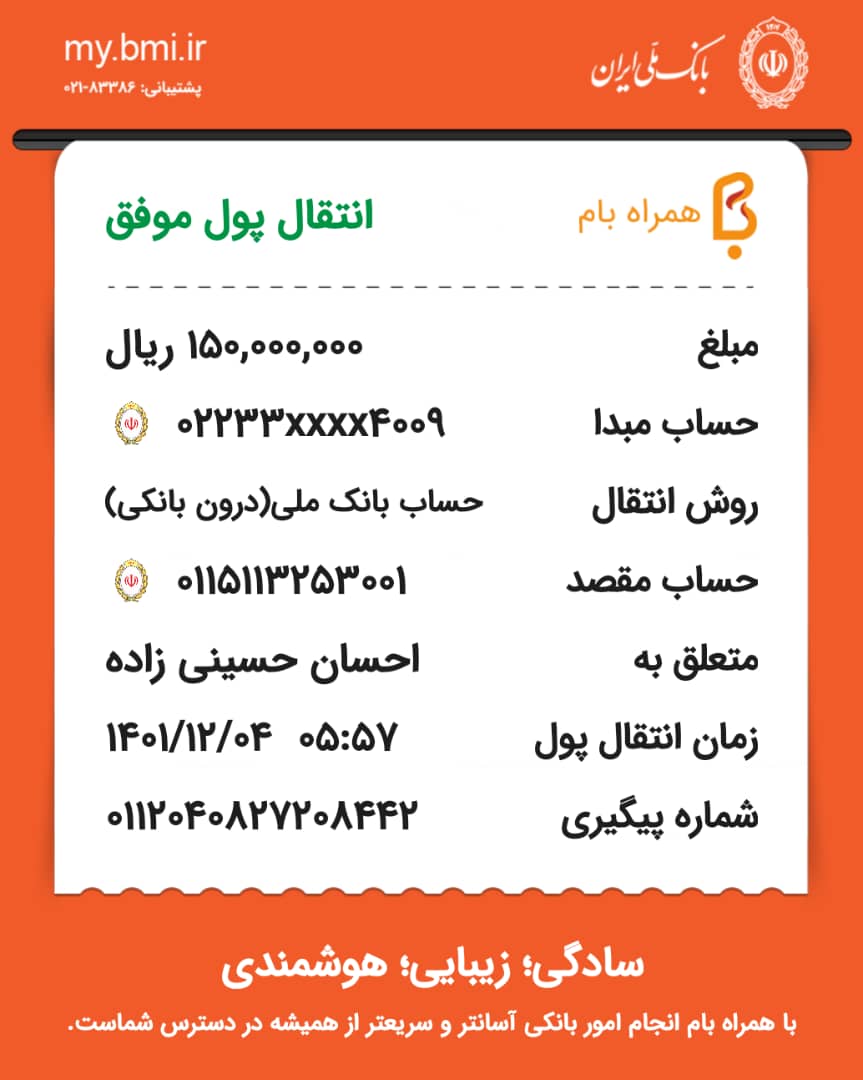 بانک ملی ایران
my.bmi.ir
پشتیبانی: ۸۳۳۸۶-۰۲۱
همراه بام
انتقال پول موفق
مبلغ ۱۵۰,۰۰۰,۰۰۰ ریال
حساب مبدا ۰۲۲۳۳xxxx۴۰۰۹
روش انتقال حساب بانک ملی(درون بانکی)
حساب مقصد ۰۱۱۵۱۱۳۲۵۳۰۰۱
متعلق به احسان حسینی زاده
زمان انتقال پول ۰۵:۵۷ ۱۴۰۱/۱۲/۰۴
شماره پیگیری ۰۱۱۲۰۴۰۸۲۷۲۰۸۴۴۲
سادگی؛ زیبایی؛ هوشمندی
با همراه بام انجام امور بانکی آسانتر و سریعتر از همیشه در دسترس شماست.